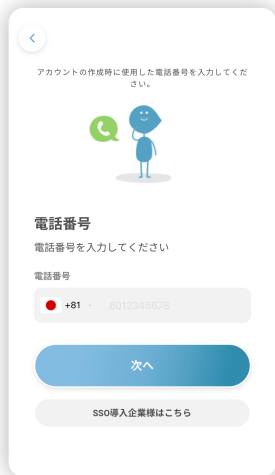 アカウントの作成時に使用した電話番号を入力してくだ
さい。
電話番号
電話番号を入力してください
電話番号
+81
8012345678
次へ
SSO導入企業様はこちら